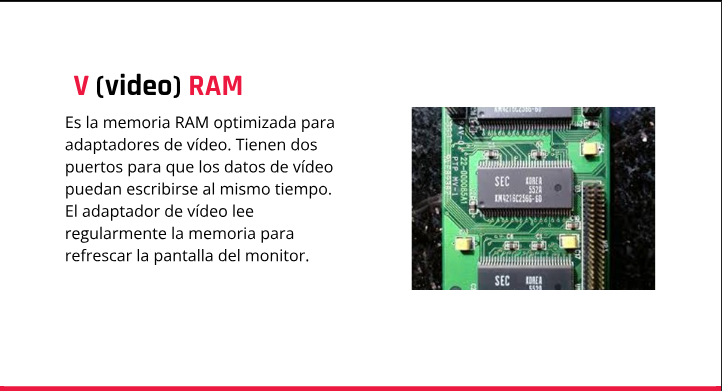 V (video) RAM
Es la memoria RAM optimizada para
adaptadores de vídeo. Tienen dos
puertos para que los datos de vídeo
puedan escribirse al mismo tiempo.
El adaptador de vídeo lee
regularmente la memoria para
refrescar la pantalla del monitor.
SEC KOREA
552A
KM4216C256G-60
SEC KOREA